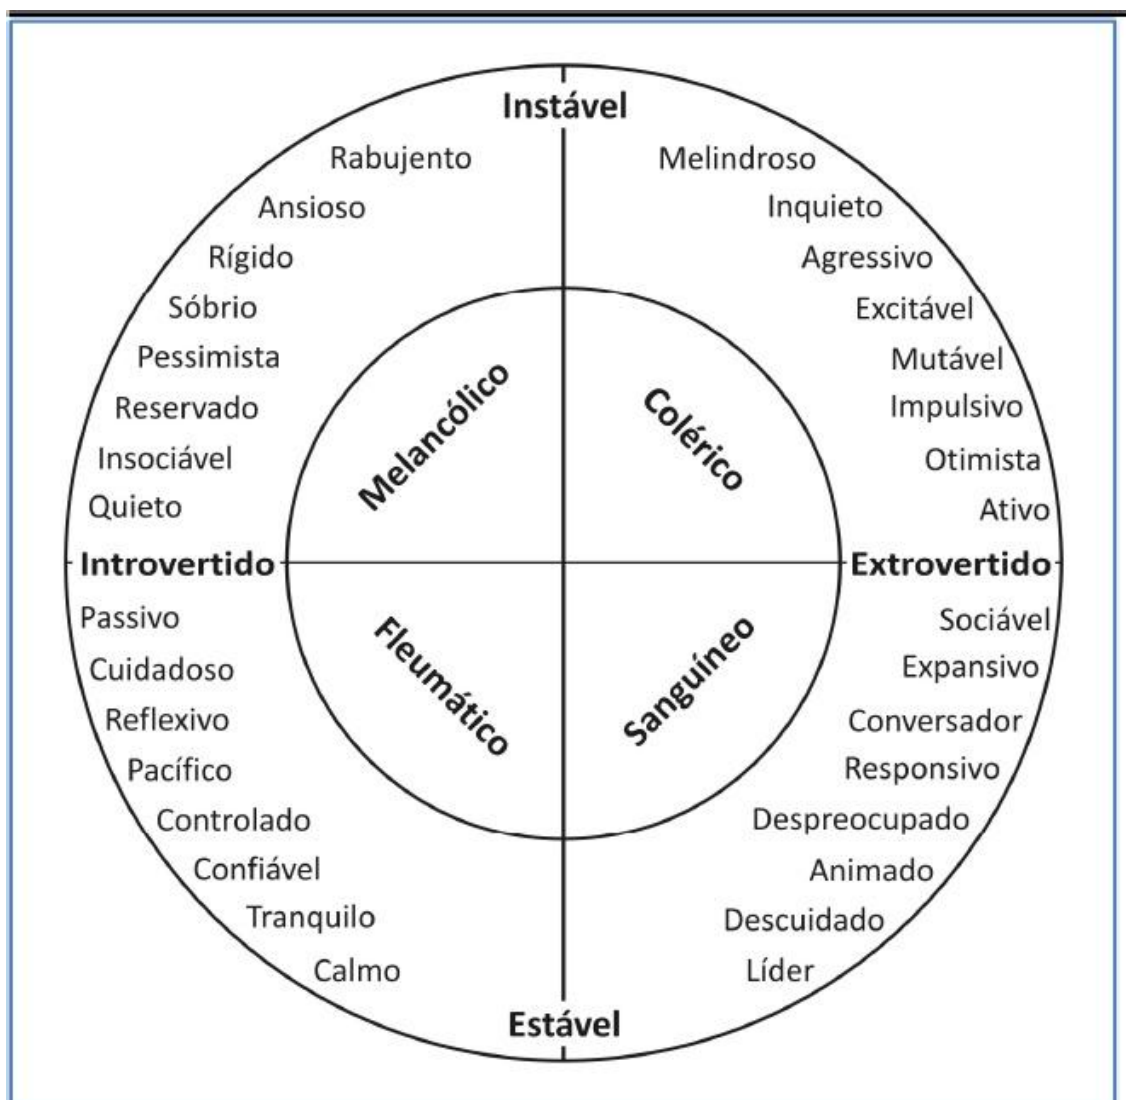 Instável
Rabujento
Melindroso
Ansioso
Inquieto
Rígido
Agressivo
Sóbrio
Excitável
Pessimista
Mutável
Reservado
Impulsivo
Insociável
Otimista
Quieto
Ativo
Melancólico
Colérico
Introvertido
Extrovertido
Fleumático
Sanguíneo
Passivo
Sociável
Cuidadoso
Expansivo
Reflexivo
Conversador
Pacífico
Responsivo
Controlado
Despreocupado
Confiável
Animado
Tranquilo
Descuidado
Calmo
Líder
Estável